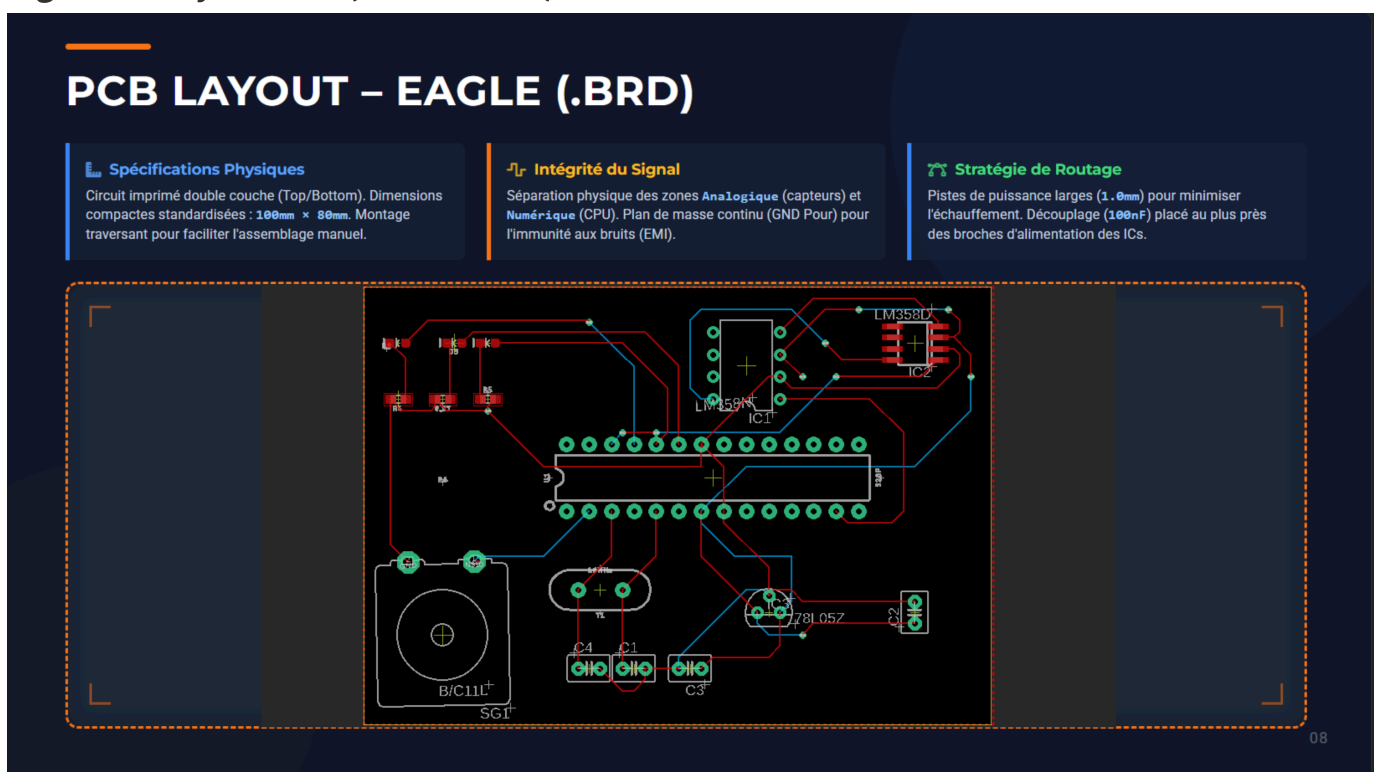 PCB LAYOUT – EAGLE (.BRD)
Spécifications Physiques
Circuit imprimé double couche (Top/Bottom). Dimensions
compactes standardisées : 100mm × 80mm. Montage
traversant pour faciliter l'assemblage manuel.
Intégrité du Signal
Séparation physique des zones Analogique (capteurs) et
Numérique (CPU). Plan de masse continu (GND Pour) pour
l'immunité aux bruits (EMI).
Stratégie de Routage
Pistes de puissance larges (1.0mm) pour minimiser
l'échauffement. Découplage (100nF) placé au plus près
des broches d'alimentation des ICs.
LM358D
IC2
LM358N
IC1
IC3
78L05Z
C2
C4
C1
C3
B/C11L
SG1
08